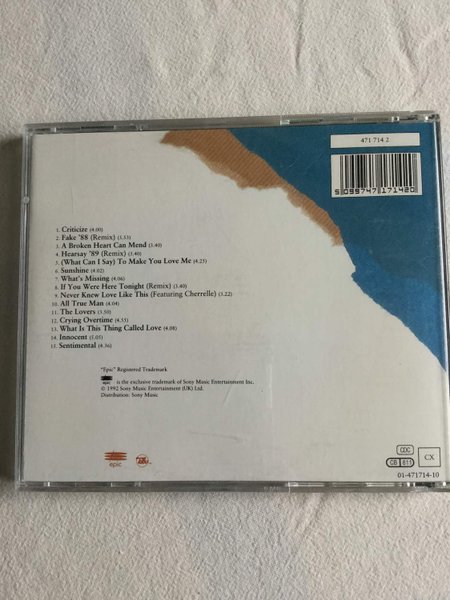 471 714 2
5 099747 171420
1. Criticize (4.00)
2. Fake '88 (Remix) (3.53)
3. A Broken Heart Can Mend (3.40)
4. Hearsay '89 (Remix) (3.40)
5. (What Can I Say) To Make You Love Me (4.25)
6. Sunshine (4.02)
7. What's Missing (4.06)
8. If You Were Here Tonight (Remix) (3.40)
9. Never Knew Love Like This (Featuring Cherrelle) (3.22)
10. All True Man (4.04)
11. The Lovers (3.50)
12. Crying Overtime (4.55)
13. What Is This Thing Called Love (4.08)
14. Innocent (5.05)
15. Sentimental (4.36)
"Epic" Registered Trademark
epic is the exclusive trademark of Sony Music Entertainment Inc.
© 1992 Sony Music Entertainment (UK) Ltd.
Distribution: Sony Music
epic
CDC
CB 811
CX
01-471714-10